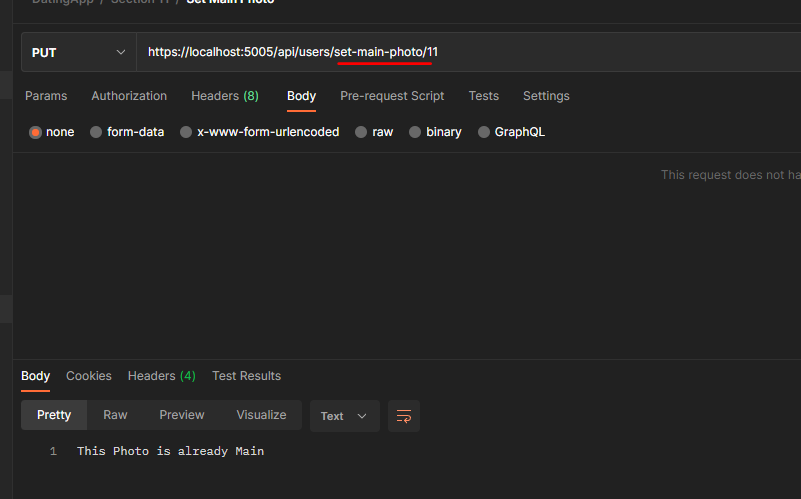 DatingApp / Section 11 / Set Main Photo
PUT https://localhost:5005/api/users/set-main-photo/11
Params Authorization Headers (8) Body Pre-request Script Tests Settings
none form-data x-www-form-urlencoded raw binary GraphQL
This request does not ha
Body Cookies Headers (4) Test Results
Pretty Raw Preview Visualize Text
1 This Photo is already Main